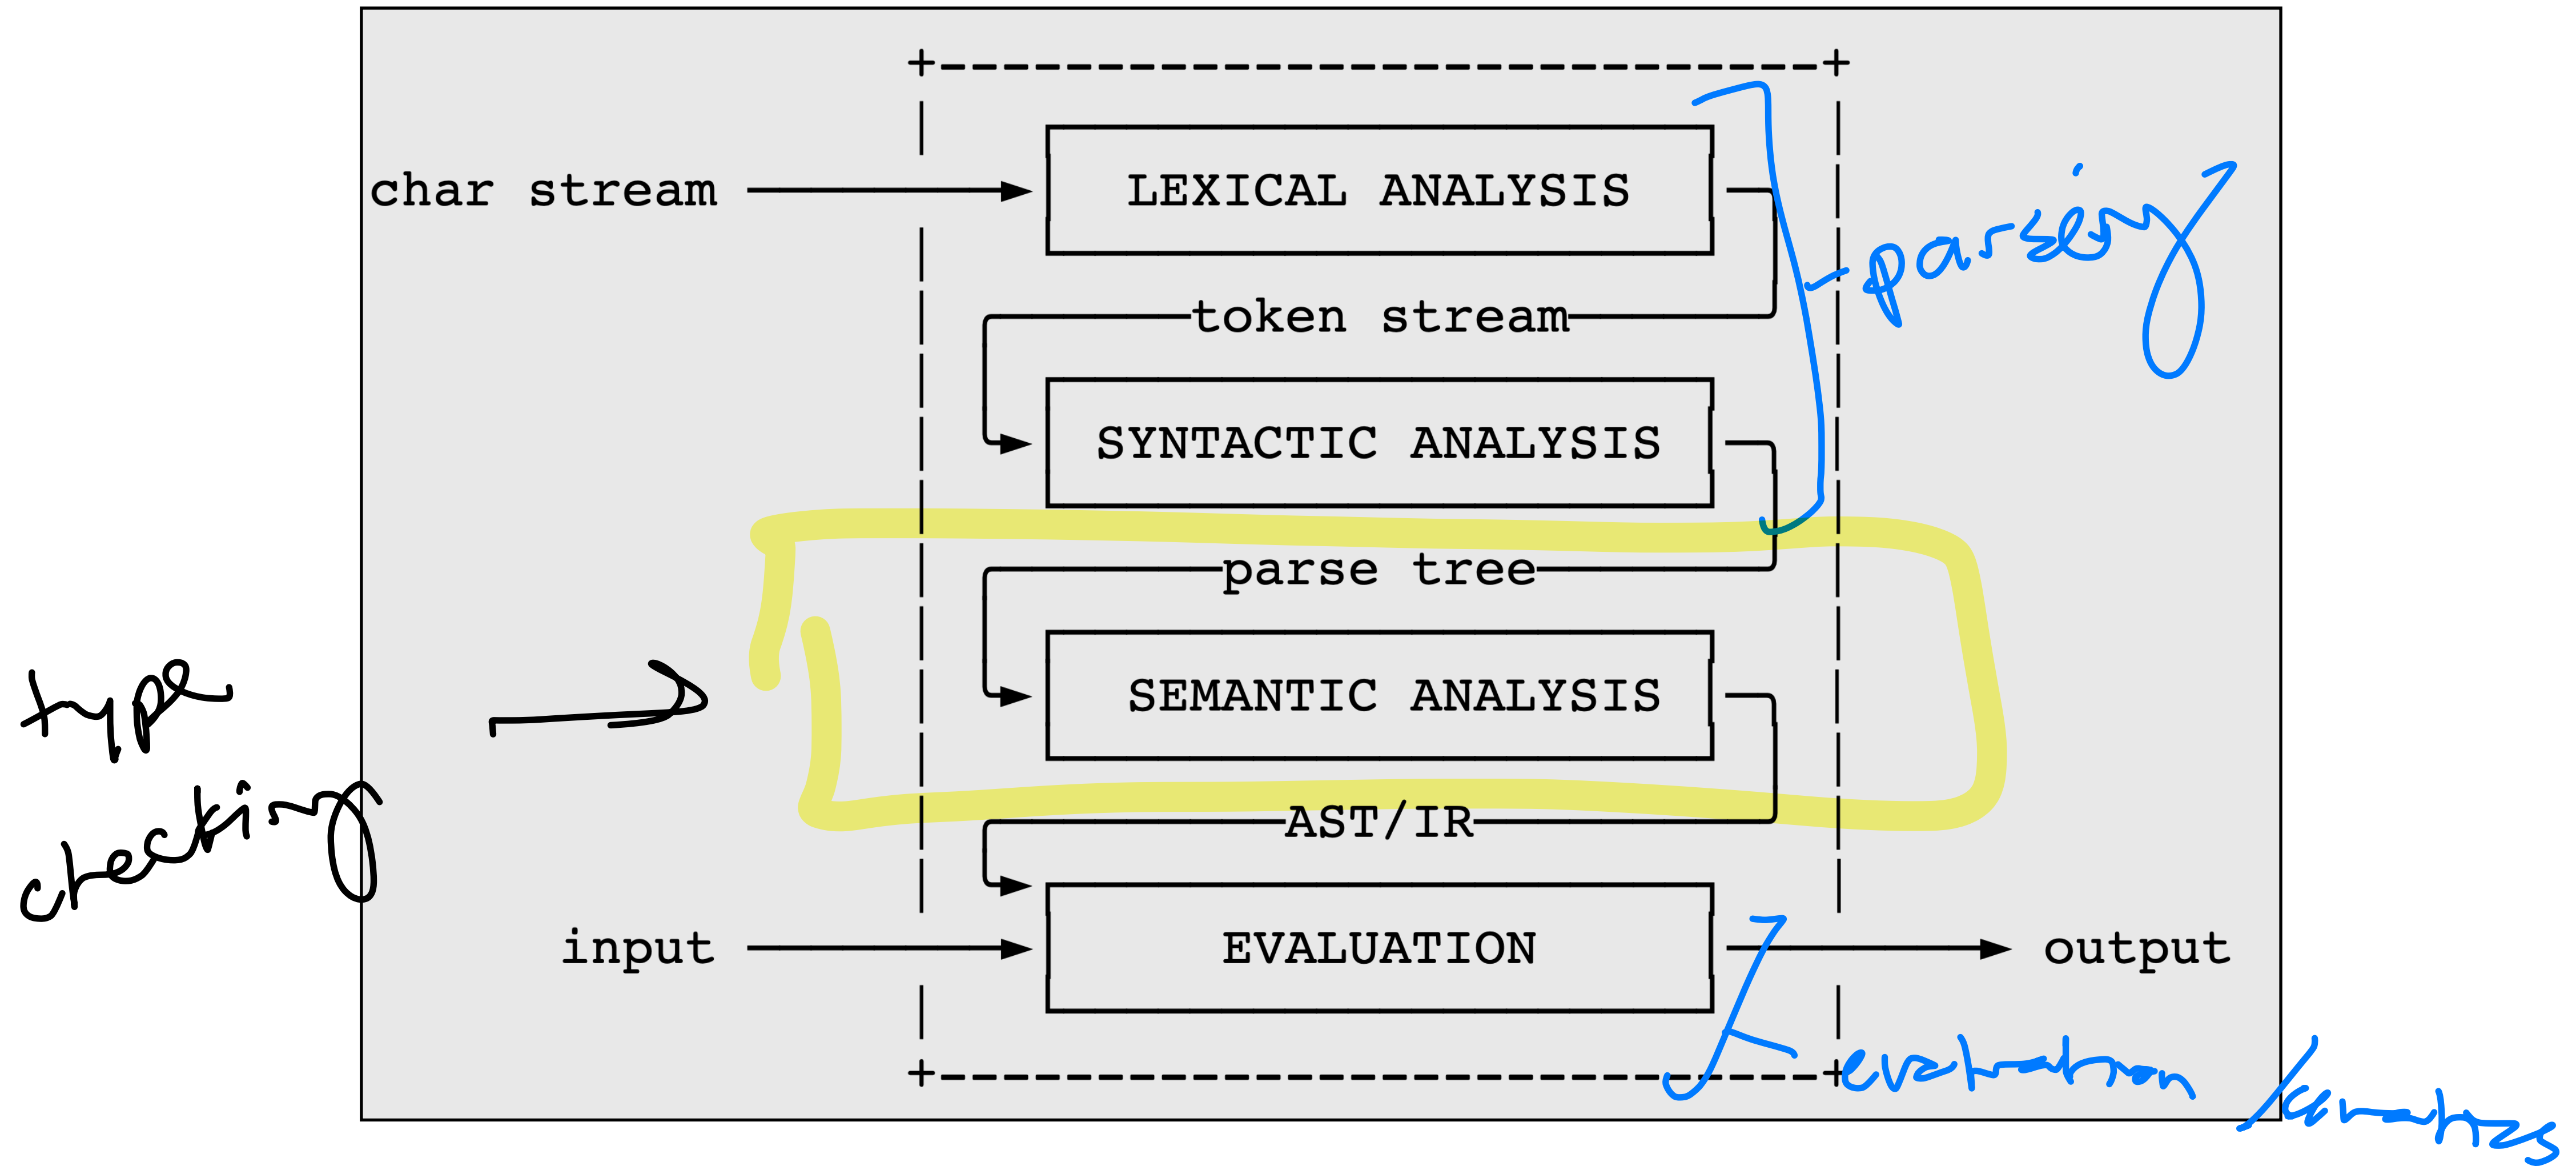 char stream
LEXICAL ANALYSIS
parsing
token stream
SYNTACTIC ANALYSIS
parse tree
type
checking
SEMANTIC ANALYSIS
AST/IR
input
EVALUATION
output
evaluation
/semantics